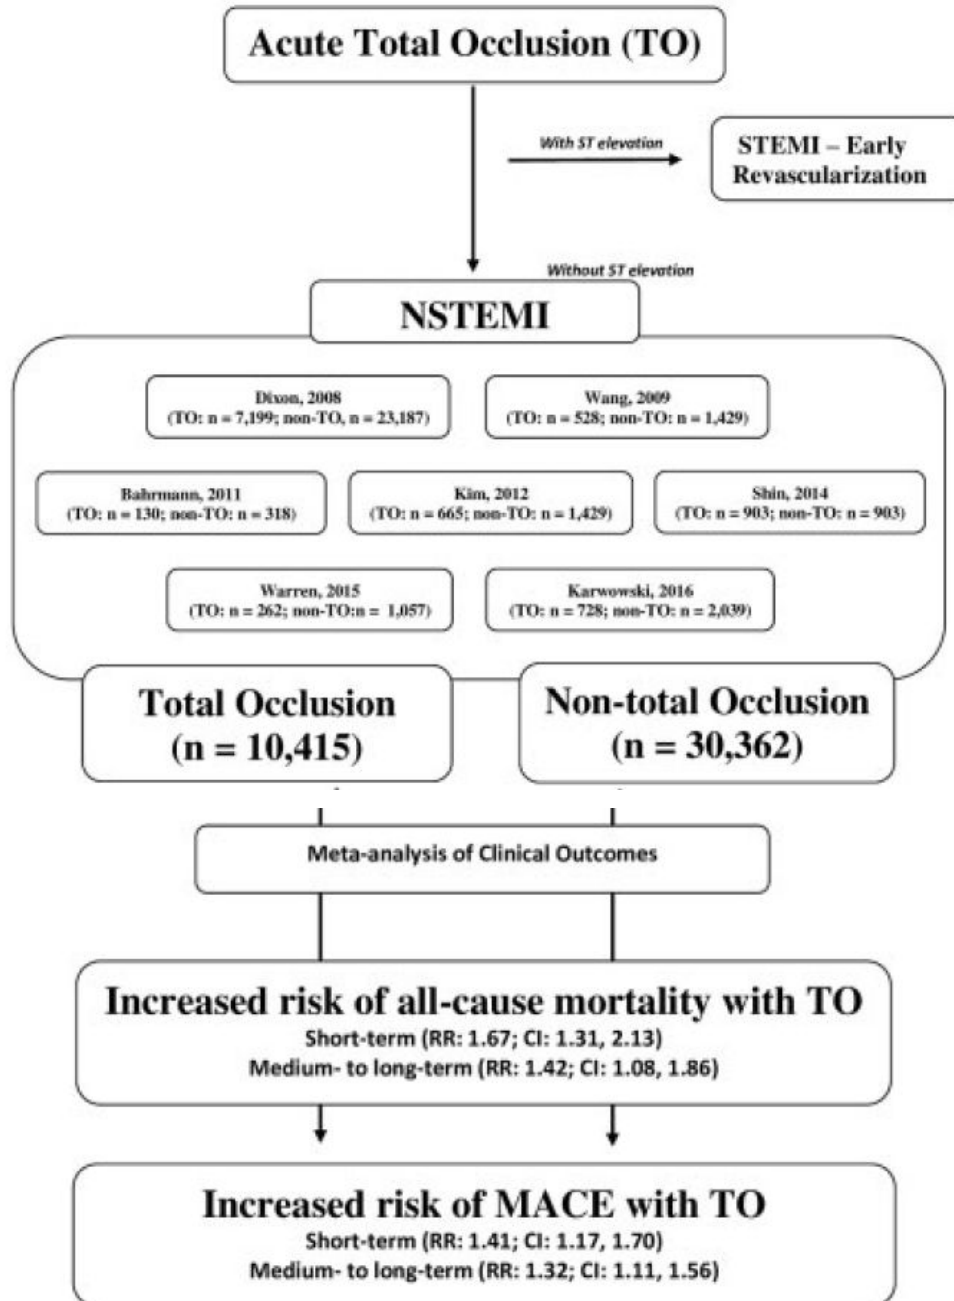 Acute Total Occlusion (TO)
With ST elevation
STEMI – Early
Revascularization
Without ST elevation
NSTEMI
Dixon, 2008
(TO: n = 7,199; non-TO, n = 23,187)
Wang, 2009
(TO: n = 528; non-TO: n = 1,429)
Bahrmann, 2011
(TO: n = 130; non-TO: n = 318)
Kim, 2012
(TO: n = 665; non-TO: n = 1,429)
Shin, 2014
(TO: n = 903; non-TO: n = 903)
Warren, 2015
(TO: n = 262; non-TO:n = 1,057)
Karwowski, 2016
(TO: n = 728; non-TO: n = 2,039)
Total Occlusion
(n = 10,415)
Non-total Occlusion
(n = 30,362)
Meta-analysis of Clinical Outcomes
Increased risk of all-cause mortality with TO
Short-term (RR: 1.67; CI: 1.31, 2.13)
Medium- to long-term (RR: 1.42; CI: 1.08, 1.86)
Increased risk of MACE with TO
Short-term (RR: 1.41; CI: 1.17, 1.70)
Medium- to long-term (RR: 1.32; CI: 1.11, 1.56)